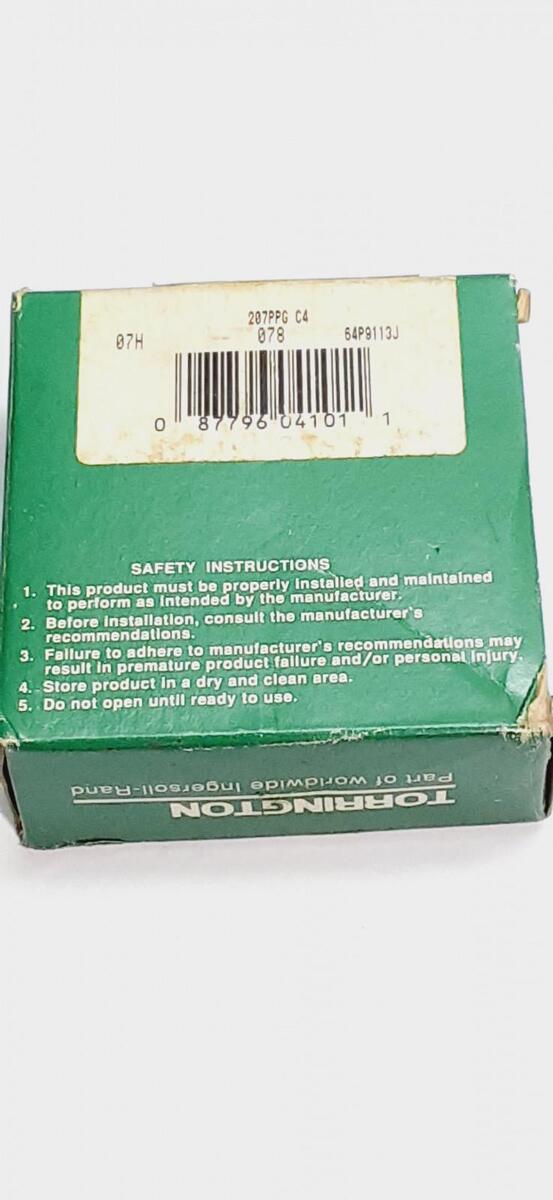 207PPG C4
07H 078 64P9113J
0 87796 04101 1
SAFETY INSTRUCTIONS
1. This product must be properly installed and maintained
to perform as intended by the manufacturer.
2. Before installation, consult the manufacturer's
recommendations.
3. Failure to adhere to manufacturer's recommendations may
result in premature product failure and/or personal injury.
4. Store product in a dry and clean area.
5. Do not open until ready to use.
TORRINGTON
Part of worldwide Ingersoll-Rand